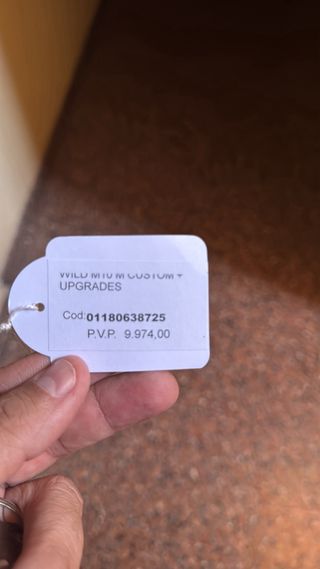 WILD M10 M CUSTOM +
UPGRADES
Cod: 01180638725
P.V.P. 9.974,00